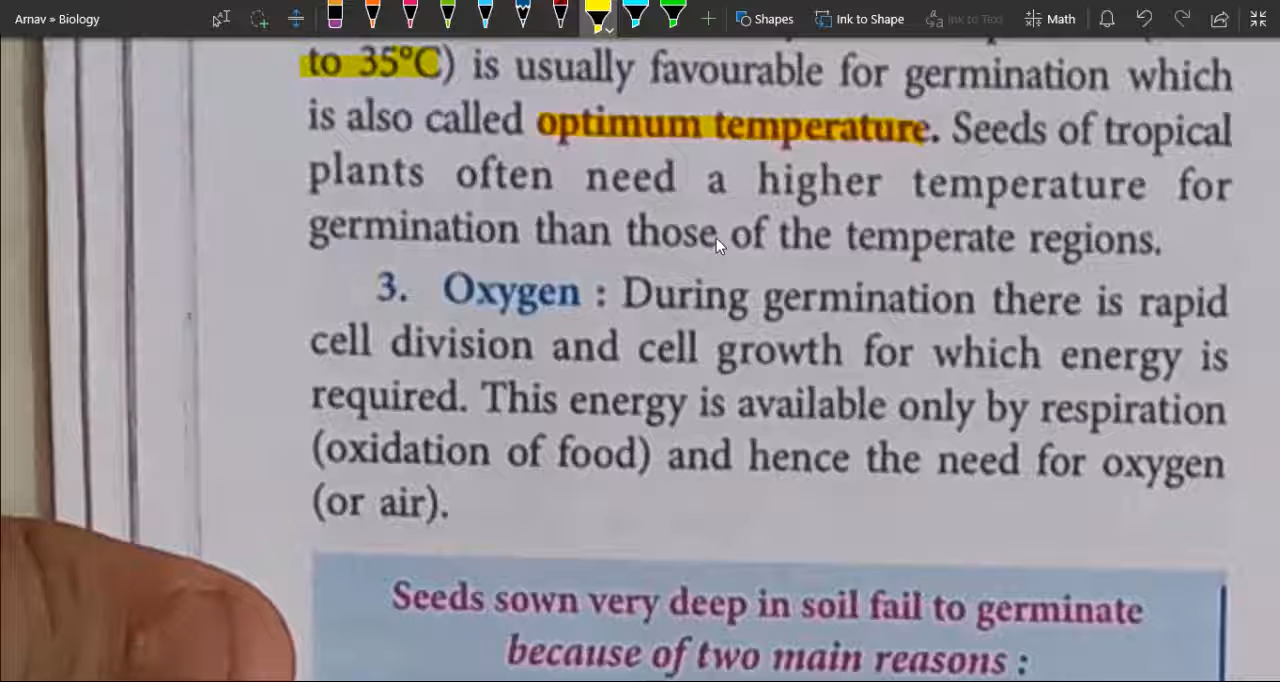 Arnav » Biology
Shapes
Ink to Shape
Ink to Text
Math
to 35°C) is usually favourable for germination which
is also called optimum temperature. Seeds of tropical
plants often need a higher temperature for
germination than those of the temperate regions.
3. Oxygen : During germination there is rapid
cell division and cell growth for which energy is
required. This energy is available only by respiration
(oxidation of food) and hence the need for oxygen
(or air).
Seeds sown very deep in soil fail to germinate
because of two main reasons :